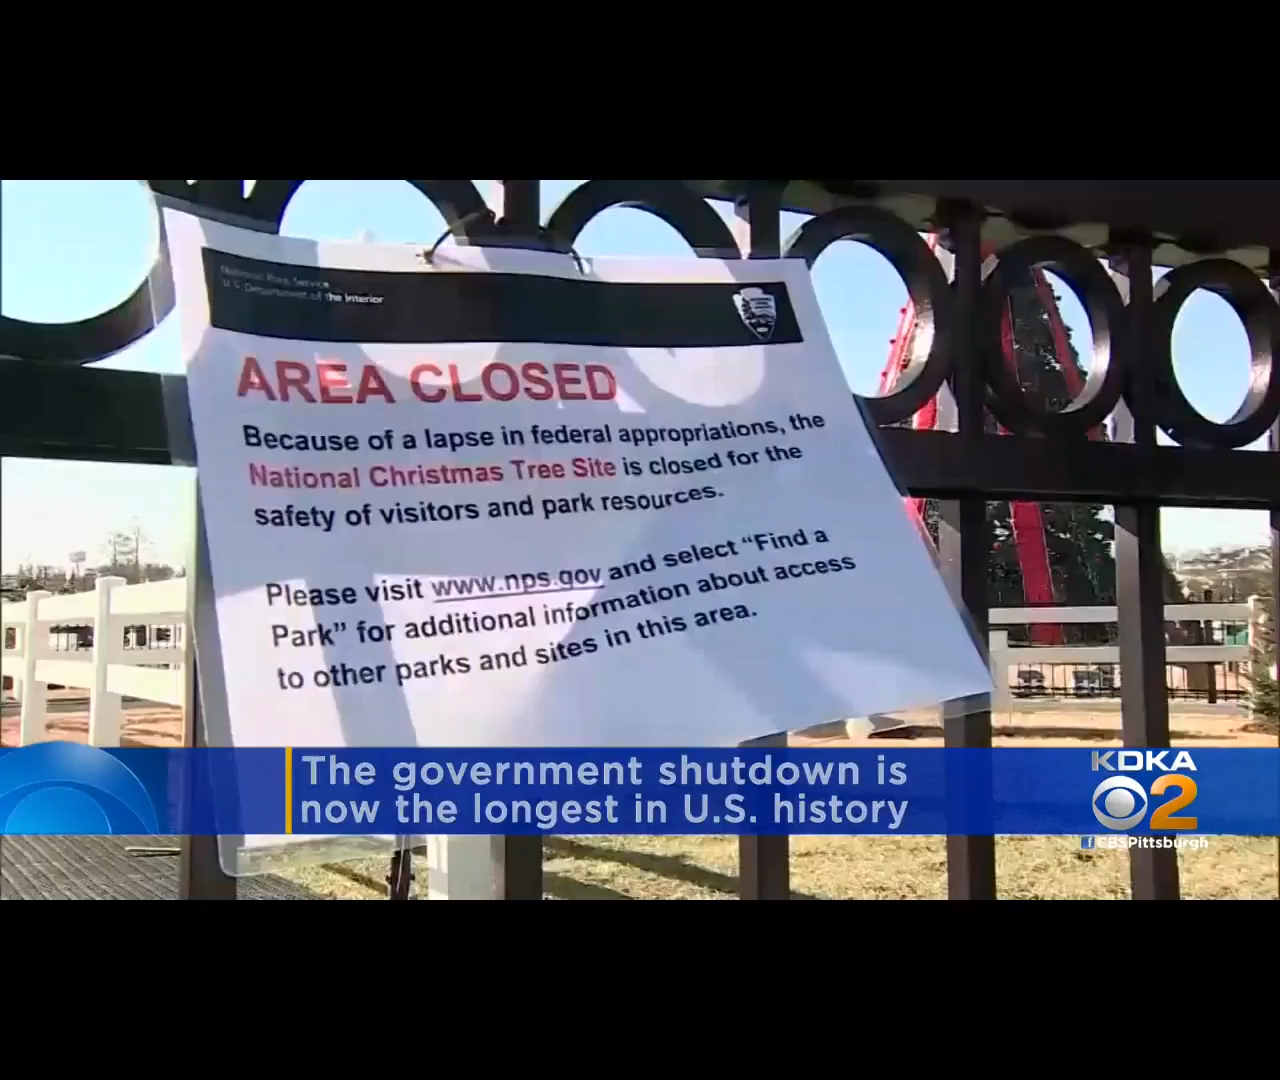 National Park Service
U.S. Department of the Interior
AREA CLOSED
Because of a lapse in federal appropriations, the
National Christmas Tree Site is closed for the
safety of visitors and park resources.
Please visit www.nps.gov and select “Find a
Park” for additional information about access
to other parks and sites in this area.
The government shutdown is
now the longest in U.S. history
KDKA
2
f CBSPittsburgh